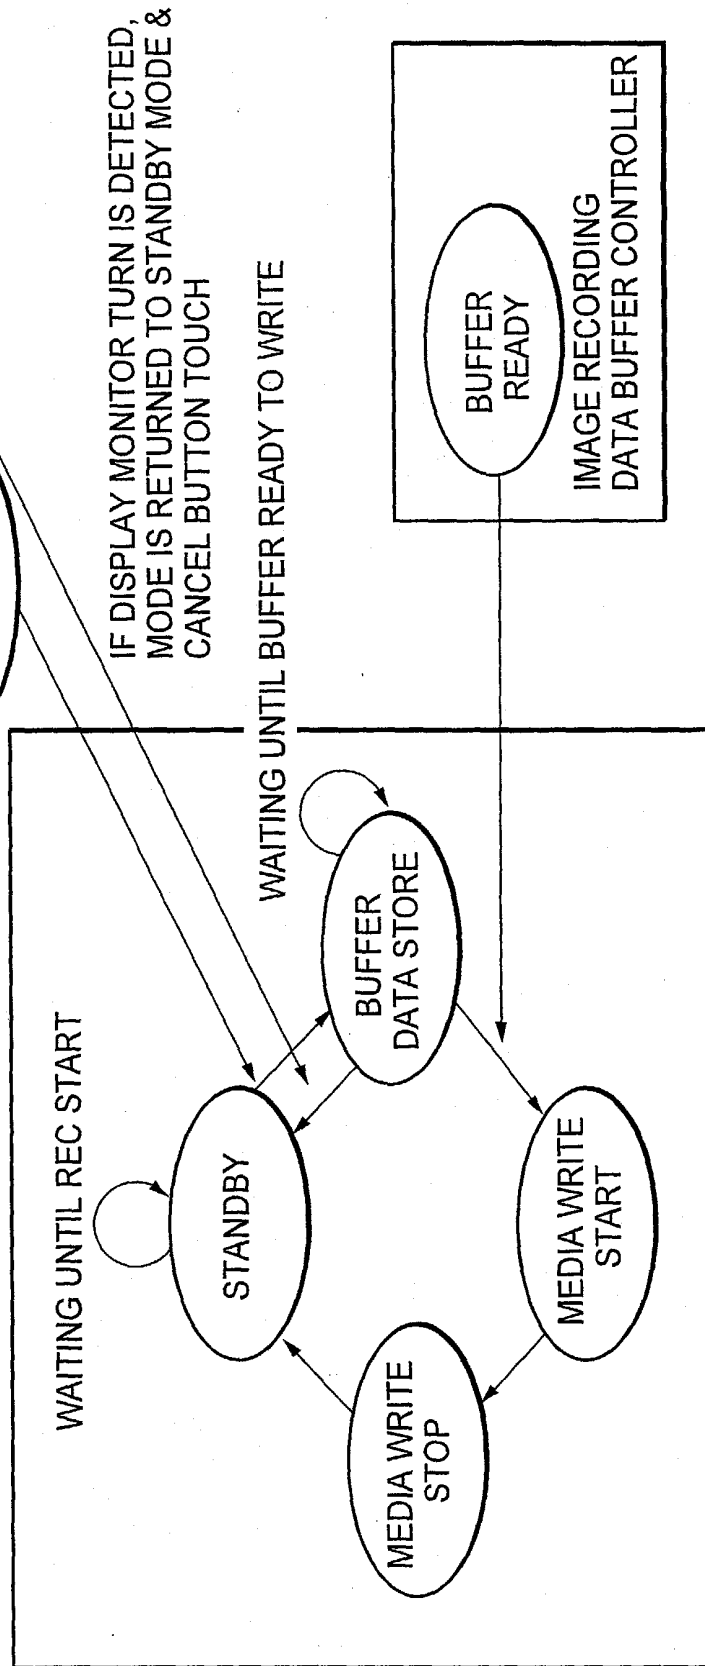 IF DISPLAY MONITOR TURN IS DETECTED,
MODE IS RETURNED TO STANDBY MODE &
CANCEL BUTTON TOUCH
WAITING UNTIL REC START
WAITING UNTIL BUFFER READY TO WRITE
STANDBY
BUFFER
DATA STORE
MEDIA WRITE
STOP
MEDIA WRITE
START
BUFFER
READY
IMAGE RECORDING
DATA BUFFER CONTROLLER